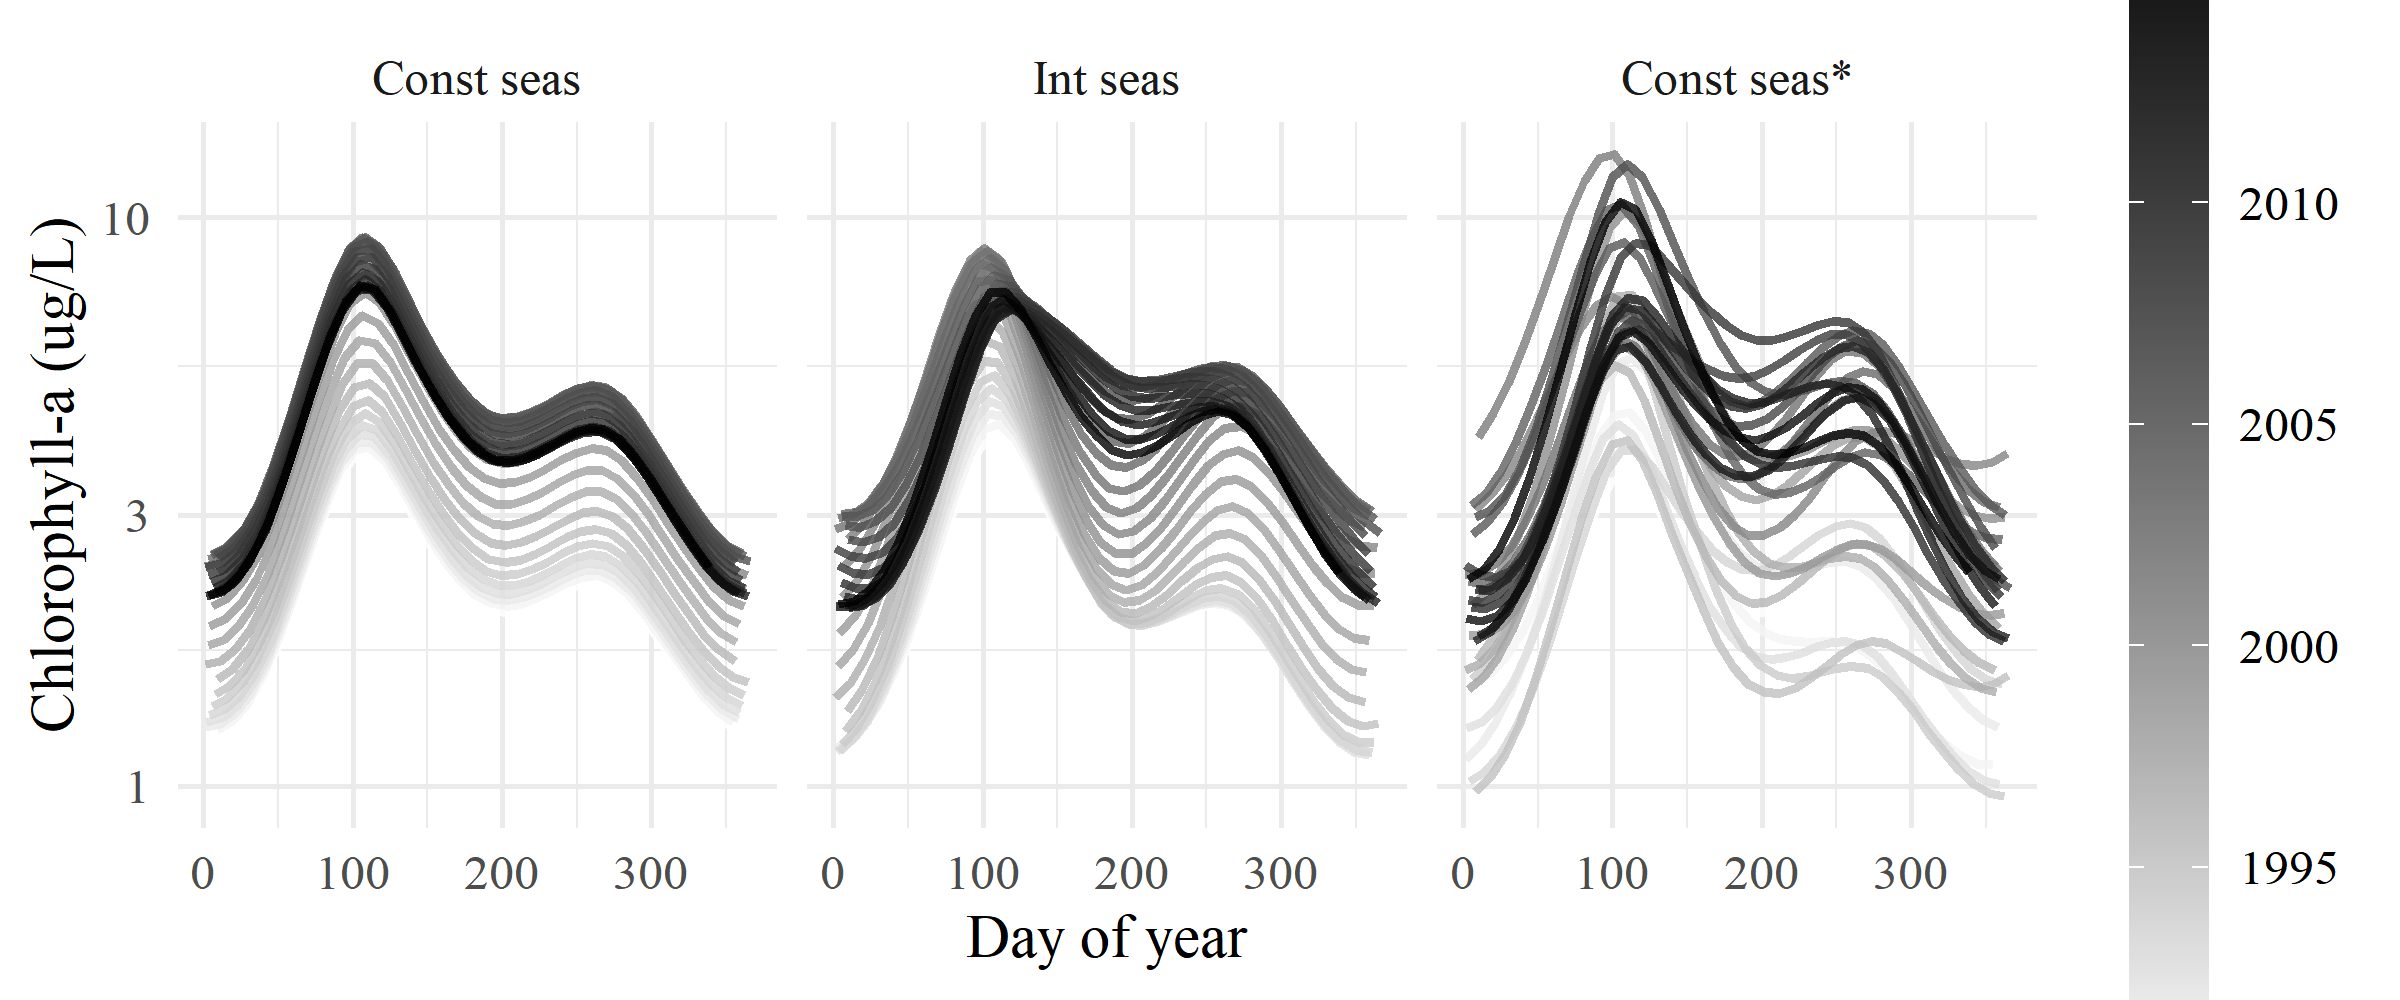 Const seas
Int seas
Const seas*
Chlorophyll-a (ug/L)
10
3
1
0 100 200 300
0 100 200 300
0 100 200 300
Day of year
2010
2005
2000
1995